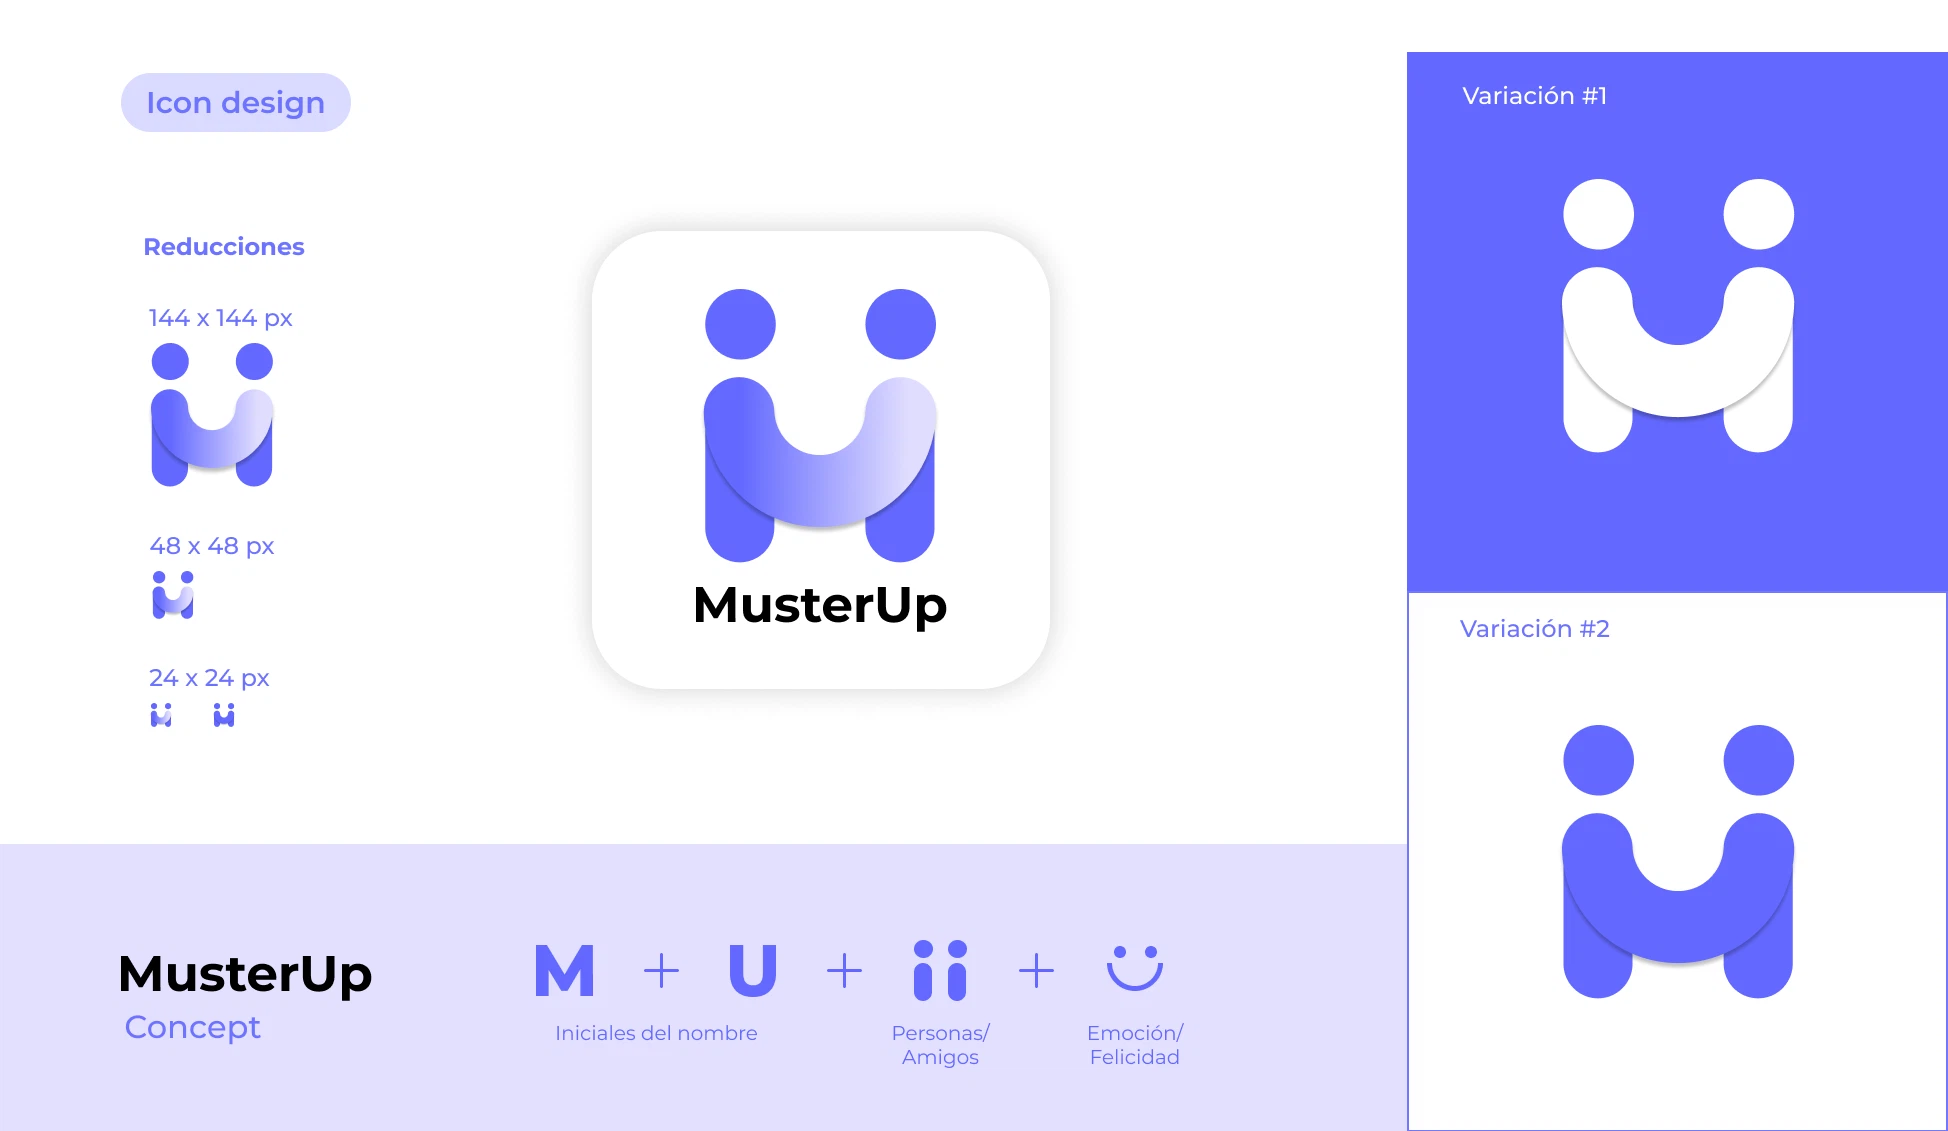 Icon design
Reducciones
144 x 144 px
48 x 48 px
24 x 24 px
MusterUp
Variación #1
Variación #2
MusterUp
Concept
M + U + ii +
Iniciales del nombre
Personas/
Amigos
Emoción/
Felicidad